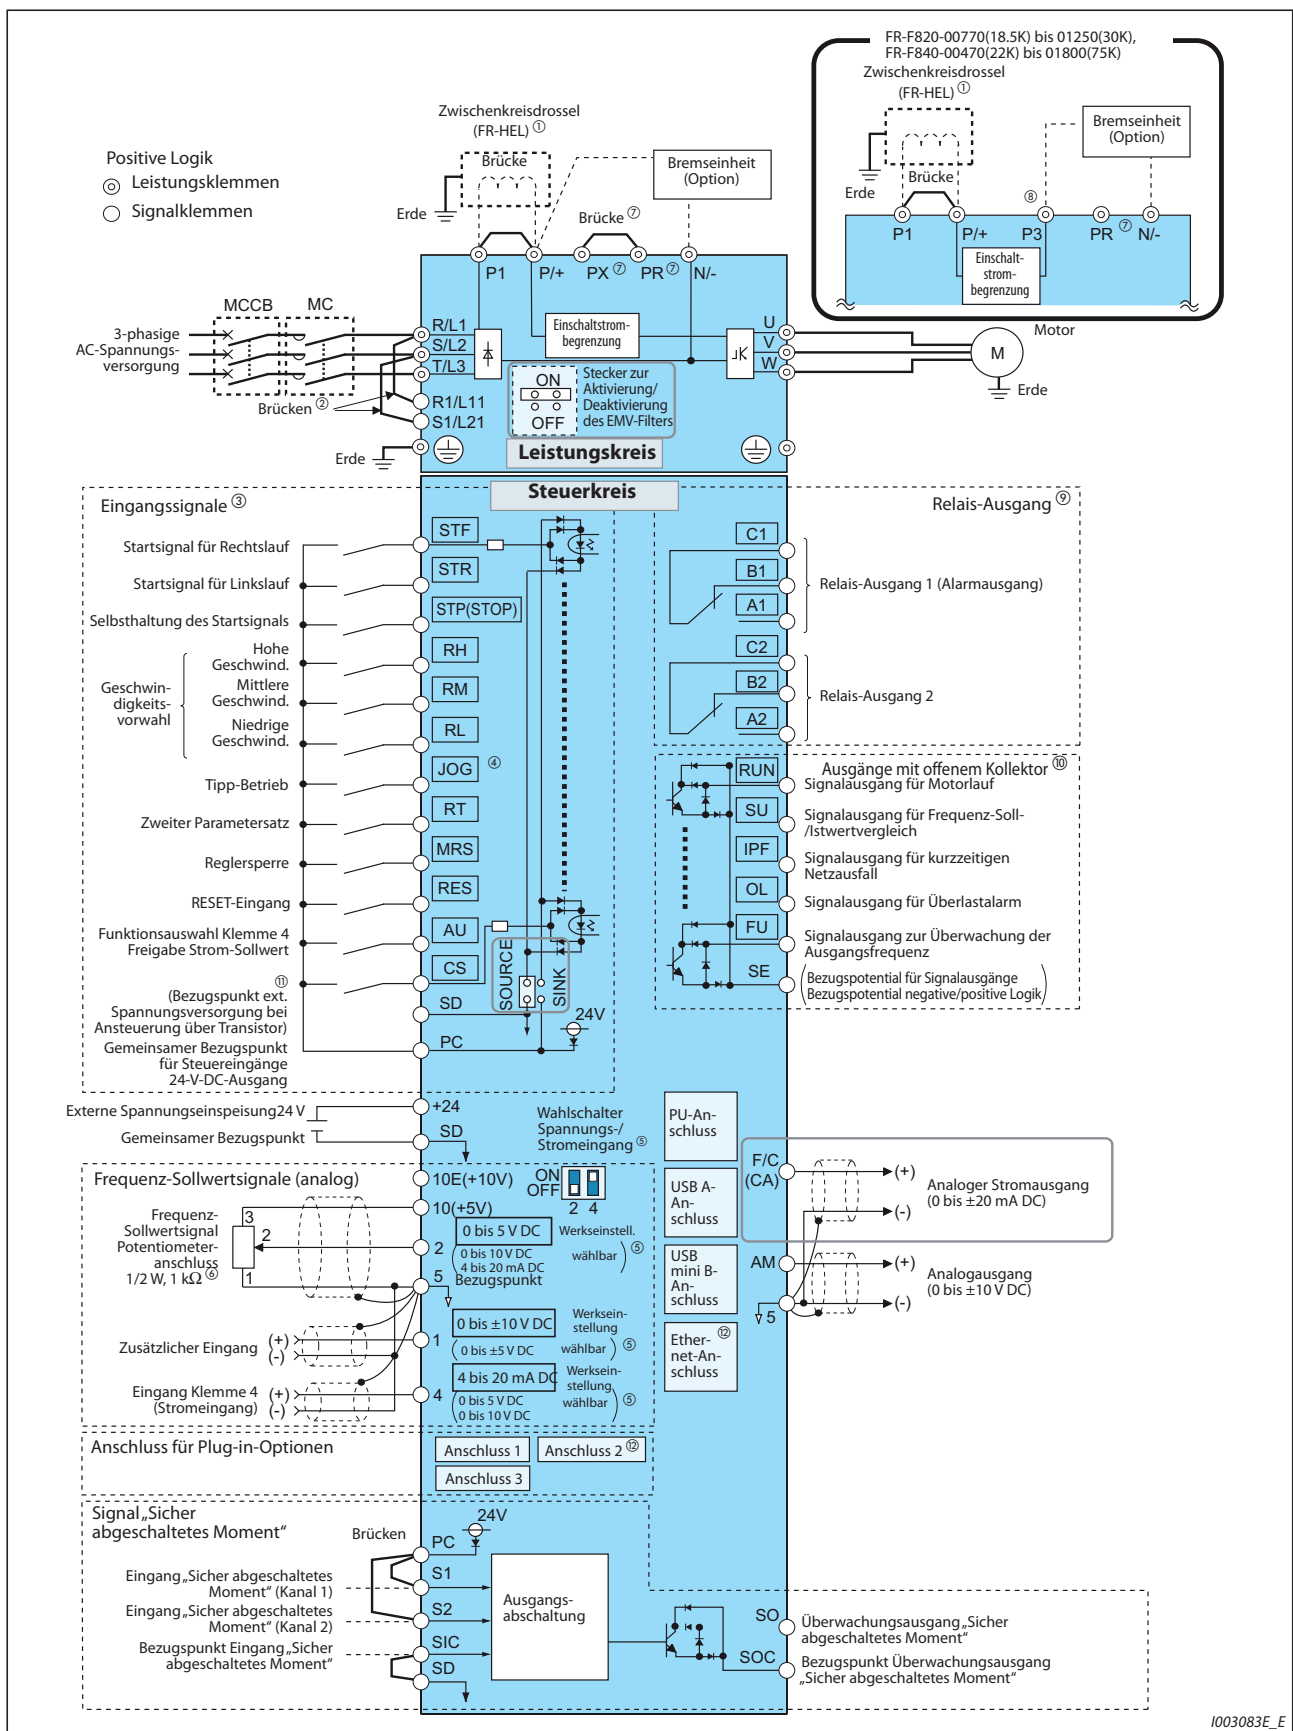 FR-F820-00770(18.5K) bis 01250(30K),
FR-F840-00470(22K) bis 01800(75K)
Zwischenkreisdrossel
(FR-HEL) ①
Bremseinheit
(Option)
Erde
Brücke
⑧
P1
P/+
P3
PR ⑦
N/-
Einschalt-
strom-
begrenzung
Zwischenkreisdrossel
(FR-HEL) ①
Positive Logik
Leistungsklemmen
Signalklemmen
Brücke
Bremseinheit
(Option)
Erde
Brücke ⑦
P1
P/+
PX ⑦
PR ⑦
N/-
MCCB
MC
3-phasige
AC-Spannungs-
versorgung
R/L1
S/L2
T/L3
R1/L11
S1/L21
Brücken ②
Erde
Einschaltstrom-
begrenzung
ON
OFF
Stecker zur
Aktivierung/
Deaktivierung
des EMV-Filters
U
V
W
Motor
M
Erde
Leistungskreis
Steuerkreis
Eingangssignale ③
Startsignal für Rechtslauf
STF
Startsignal für Linkslauf
STR
Selbsthaltung des Startsignals
STP(STOP)
Geschwin-
digkeits-
vorwahl
Hohe
Geschwind.
RH
Mittlere
Geschwind.
RM
Niedrige
Geschwind.
RL
Tipp-Betrieb
JOG ④
Zweiter Parametersatz
RT
Reglersperre
MRS
RESET-Eingang
RES
Funktionsauswahl Klemme 4
Freigabe Strom-Sollwert
AU
CS
⑪
(Bezugspunkt ext.
Spannungsversorgung bei
Ansteuerung über Transistor)
SD
Gemeinsamer Bezugspunkt
für Steuereingänge
24-V-DC-Ausgang
PC
SOURCE
SINK
24V
Relais-Ausgang ⑨
C1
B1
A1
Relais-Ausgang 1 (Alarmausgang)
C2
B2
A2
Relais-Ausgang 2
Ausgänge mit offenem Kollektor ⑩
RUN
Signalausgang für Motorlauf
SU
Signalausgang für Frequenz-Soll-
/Istwertvergleich
IPF
Signalausgang für kurzzeitigen
Netzausfall
OL
Signalausgang für Überlastalarm
FU
Signalausgang zur Überwachung der
Ausgangsfrequenz
SE
(Bezugspotential für Signalausgänge
Bezugspotential negative/positive Logik)
Externe Spannungseinspeisung24 V
+24
Gemeinsamer Bezugspunkt
SD
Wahlschalter
Spannungs-/
Stromeingang ⑤
ON
OFF
2 4
PU-An-
schluss
USB A-
An-
schluss
USB
mini B-
An-
schluss
Ether- ⑫
net-An-
schluss
F/C
(CA)
(+)
(-)
Analoger Stromausgang
(0 bis ±20 mA DC)
AM
(+)
(-)
5
Analogausgang
(0 bis ±10 V DC)
Frequenz-Sollwertsignale (analog)
10E(+10V)
10(+5V)
Frequenz-
Sollwertsignal
Potentiometer-
anschluss
1/2 W, 1 kΩ ⑥
3
2
1
2
0 bis 5 V DC
Werkseinstell.
(0 bis 10 V DC
4 bis 20 mA DC
wählbar) ⑤
5
Bezugspunkt
0 bis ±10 V DC
Werksein-
stellung
Zusätzlicher Eingang
(+)
(-)
1
(0 bis ±5 V DC
wählbar) ⑤
4 bis 20 mA DC
Werksein-
stellung
Eingang Klemme 4
(Stromeingang)
(+)
(-)
4
(0 bis 5 V DC
0 bis 10 V DC
wählbar) ⑤
Anschluss für Plug-in-Optionen
Anschluss 1
Anschluss 2 ⑫
Anschluss 3
Signal „Sicher
abgeschaltetes Moment“
Brücken
24V
PC
Eingang „Sicher abgeschaltetes
Moment“ (Kanal 1)
S1
Eingang „Sicher abgeschaltetes
Moment“ (Kanal 2)
S2
Bezugspunkt Eingang „Sicher
abgeschaltetes Moment“
SIC
SD
Ausgangs-
abschaltung
SO
Überwachungsausgang „Sicher
abgeschaltetes Moment“
SOC
Bezugspunkt Überwachungsausgang
„Sicher abgeschaltetes Moment“
I003083E_E